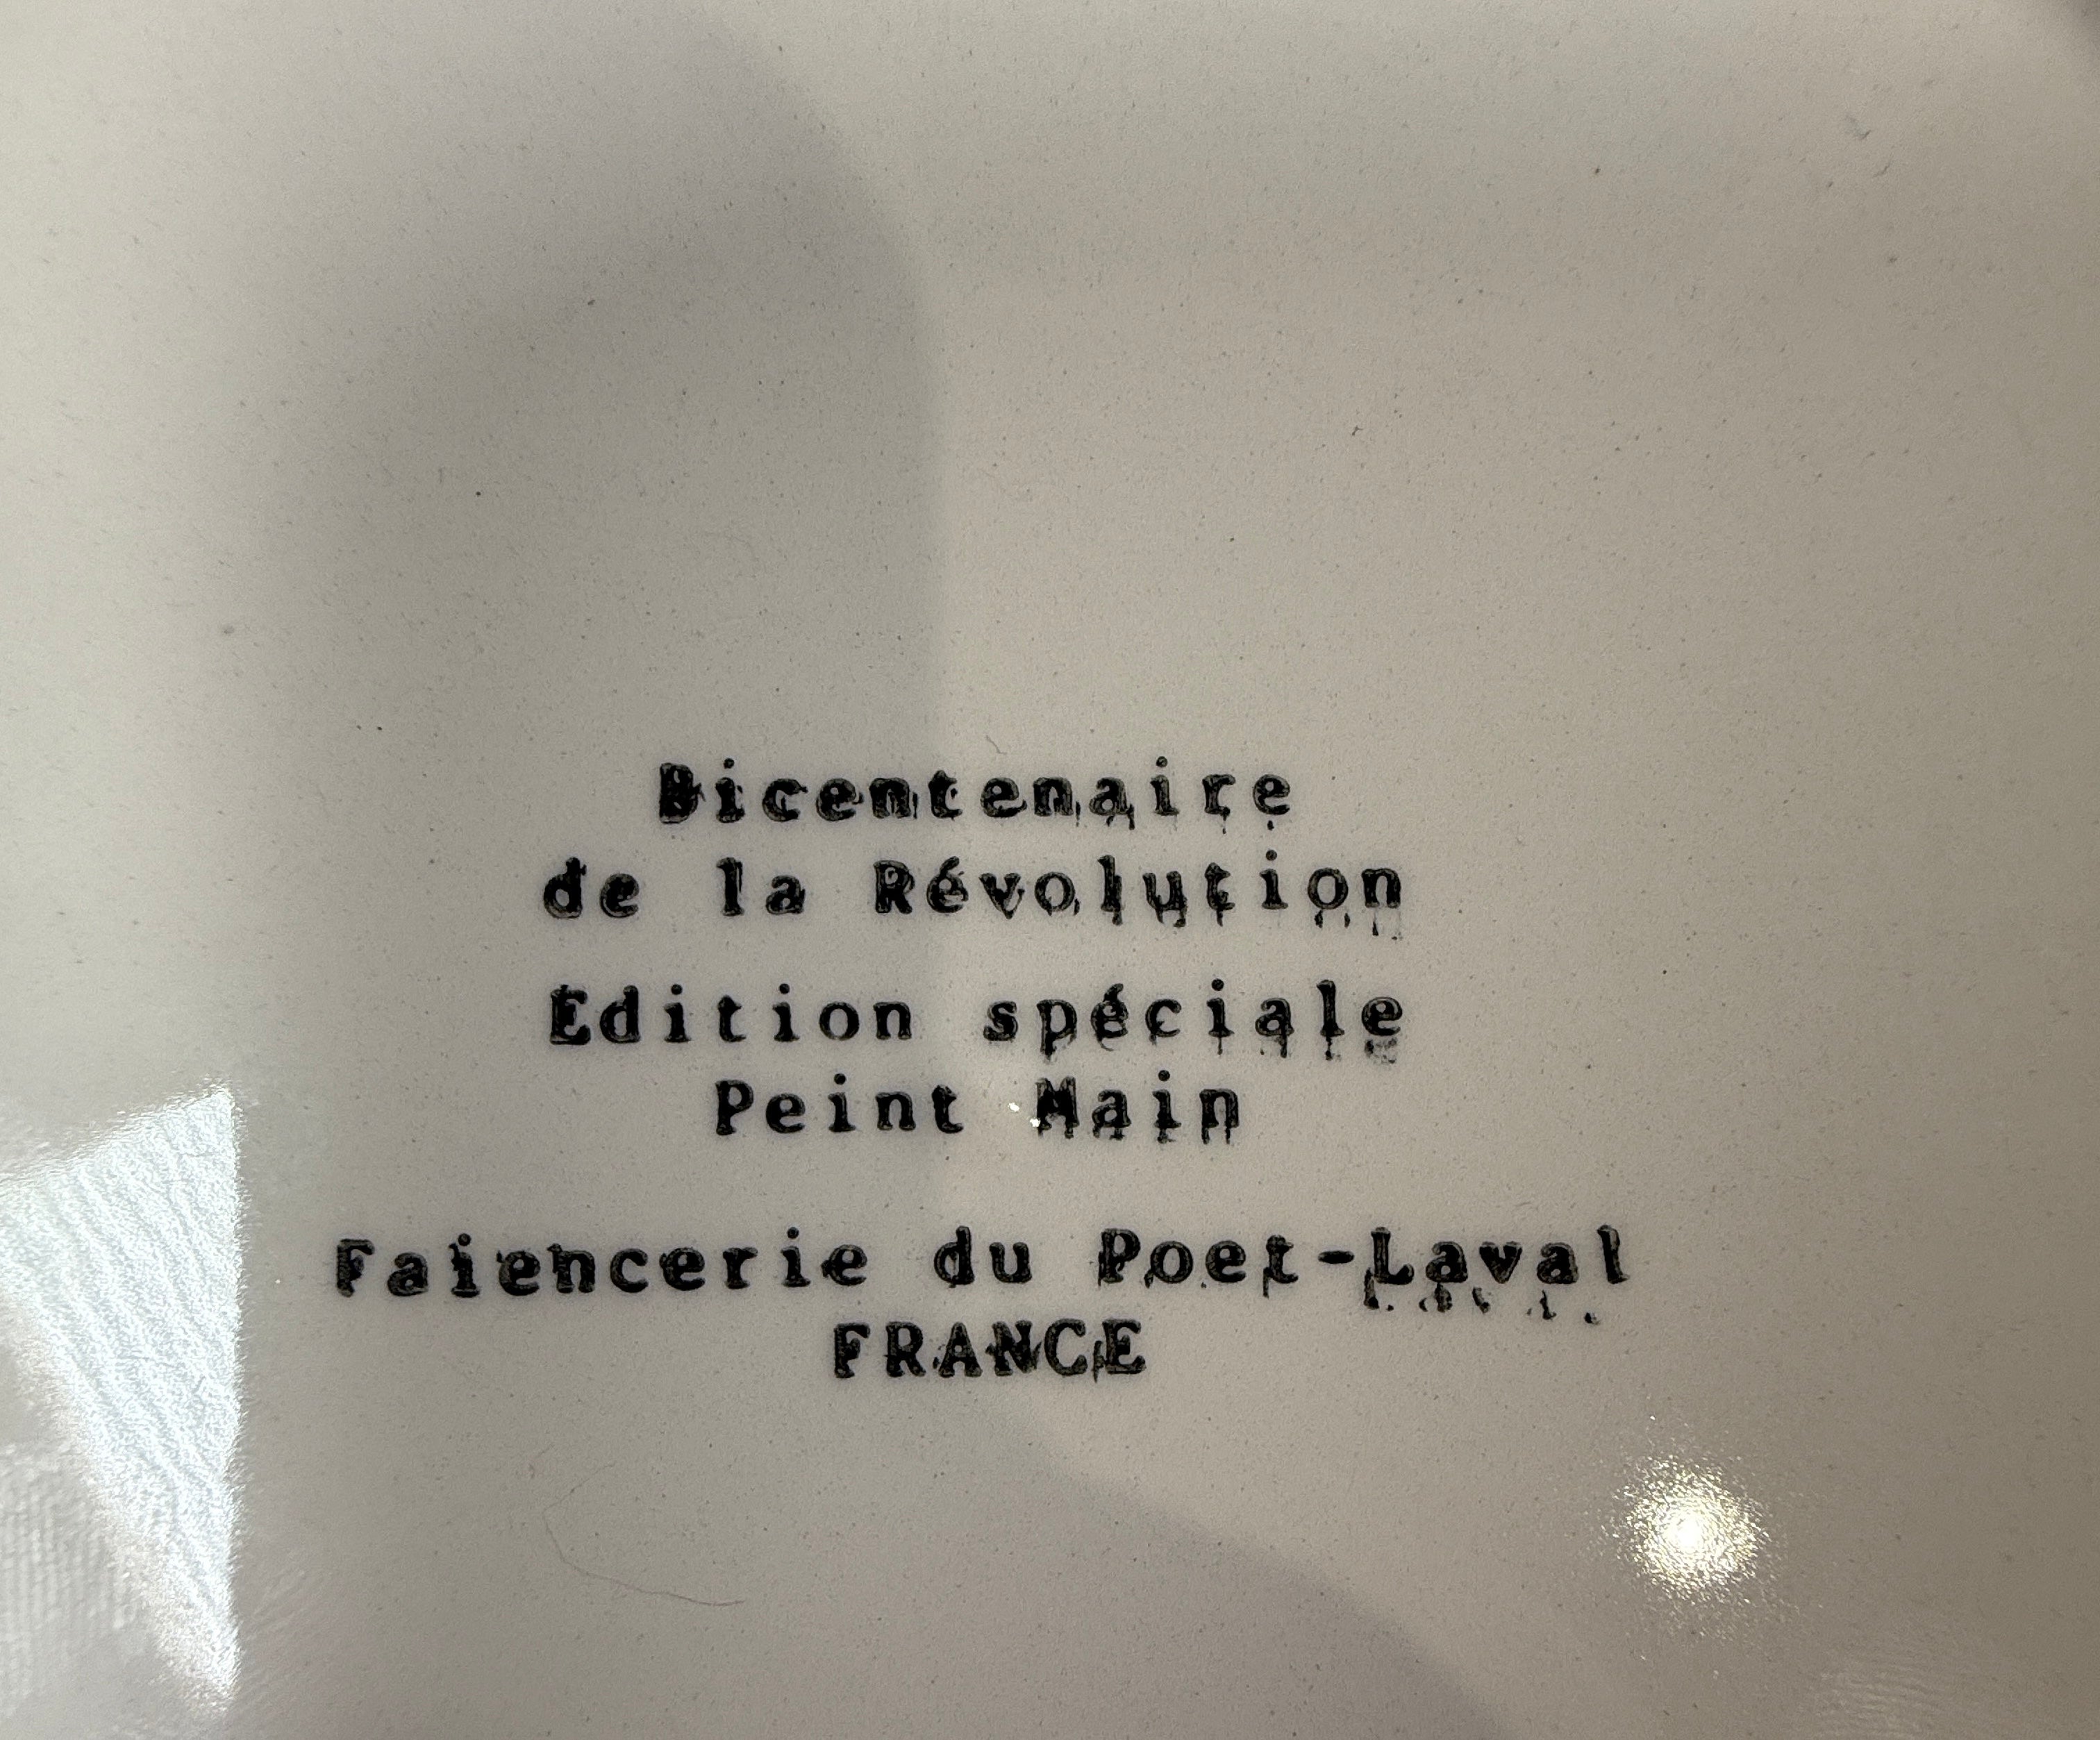 Bicentenaire
de la Révolution
Edition spéciale
Peint Main
Faiencerie du Poet-Laval
FRANCE